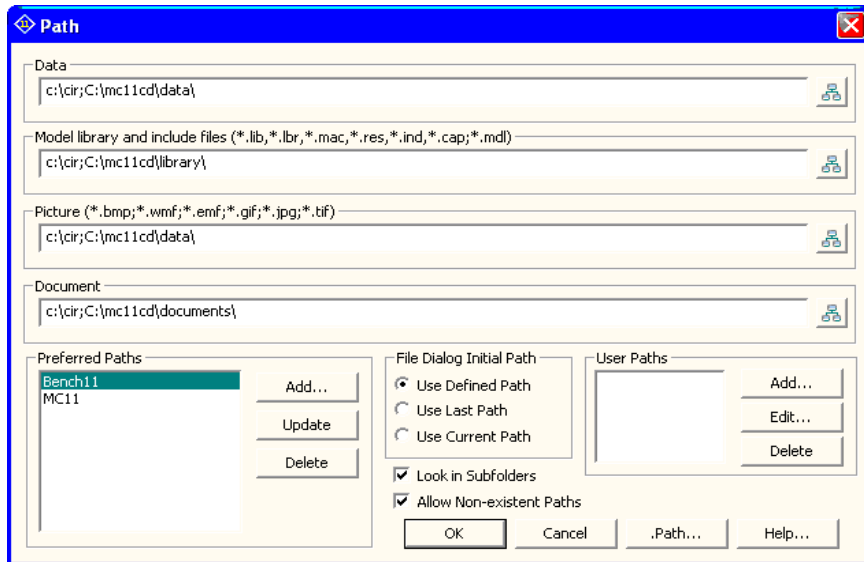 11 Path
Data
c:\cir;C:\mc11cd\data\
Model library and include files (*.lib,*.lbr,*.mac,*.res,*.ind,*.cap;*.mdl)
c:\cir;C:\mc11cd\library\
Picture (*.bmp;*.wmf;*.emf;*.gif;*.jpg;*.tif)
c:\cir;C:\mc11cd\data\
Document
c:\cir;C:\mc11cd\documents\
Preferred Paths
Bench11
MC11
Add...
Update
Delete
File Dialog Initial Path
Use Defined Path
Use Last Path
Use Current Path
User Paths
Add...
Edit...
Delete
Look in Subfolders
Allow Non-existent Paths
OK
Cancel
.Path...
Help...